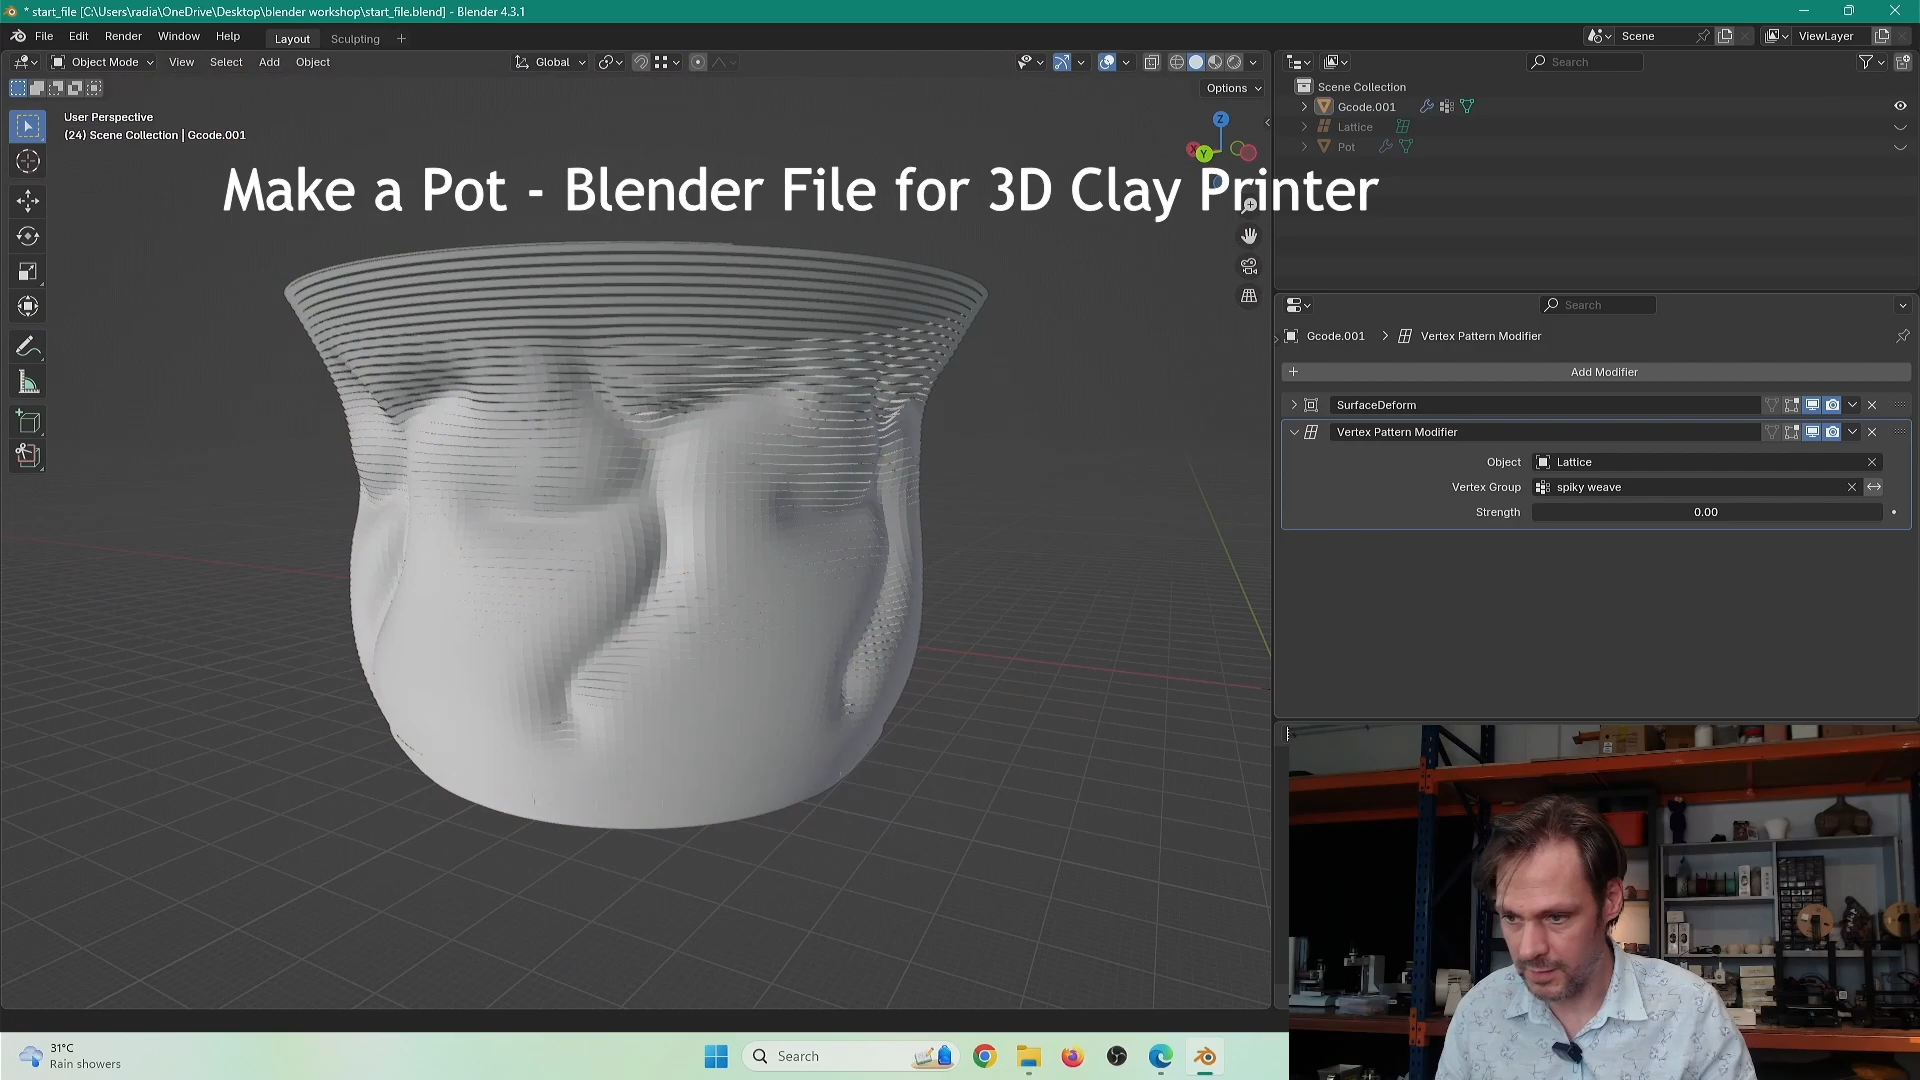 * start_file [C:\Users\radia\OneDrive\Desktop\blender workshop\start_file.blend] - Blender 4.3.1
File Edit Render Window Help Layout Sculpting +
Scene
ViewLayer
Object Mode View Select Add Object
Global
Search
Options
User Perspective
(24) Scene Collection | Gcode.001
Scene Collection
Gcode.001
Lattice
Pot
Z
X
Y
Make a Pot - Blender File for 3D Clay Printer
Search
Gcode.001 > Vertex Pattern Modifier
+ Add Modifier
SurfaceDeform
Vertex Pattern Modifier
Object Lattice
Vertex Group spiky weave
Strength 0.00
31°C
Rain showers
Search